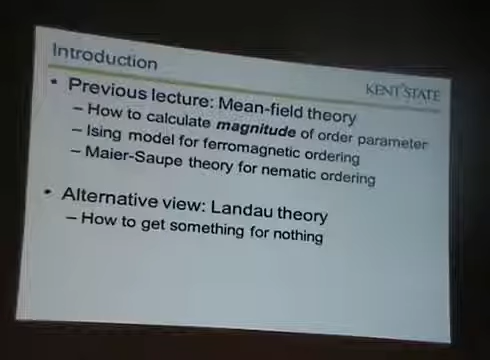 Introduction
KENT STATE
• Previous lecture: Mean-field theory
– How to calculate magnitude of order parameter
– Ising model for ferromagnetic ordering
– Maier-Saupe theory for nematic ordering
• Alternative view: Landau theory
– How to get something for nothing